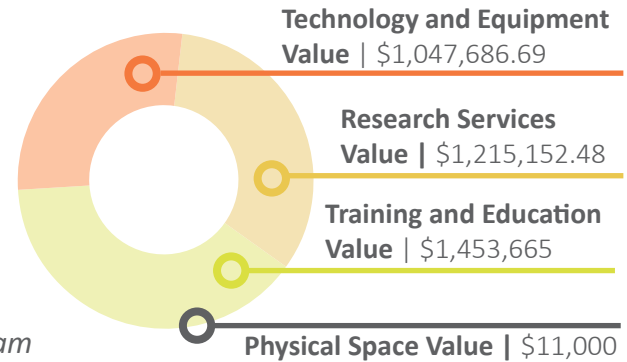 Technology and Equipment
Value | $1,047,686.69
Research Services
Value | $1,215,152.48
Training and Education
Value | $1,453,665
am
Physical Space Value | $11,000